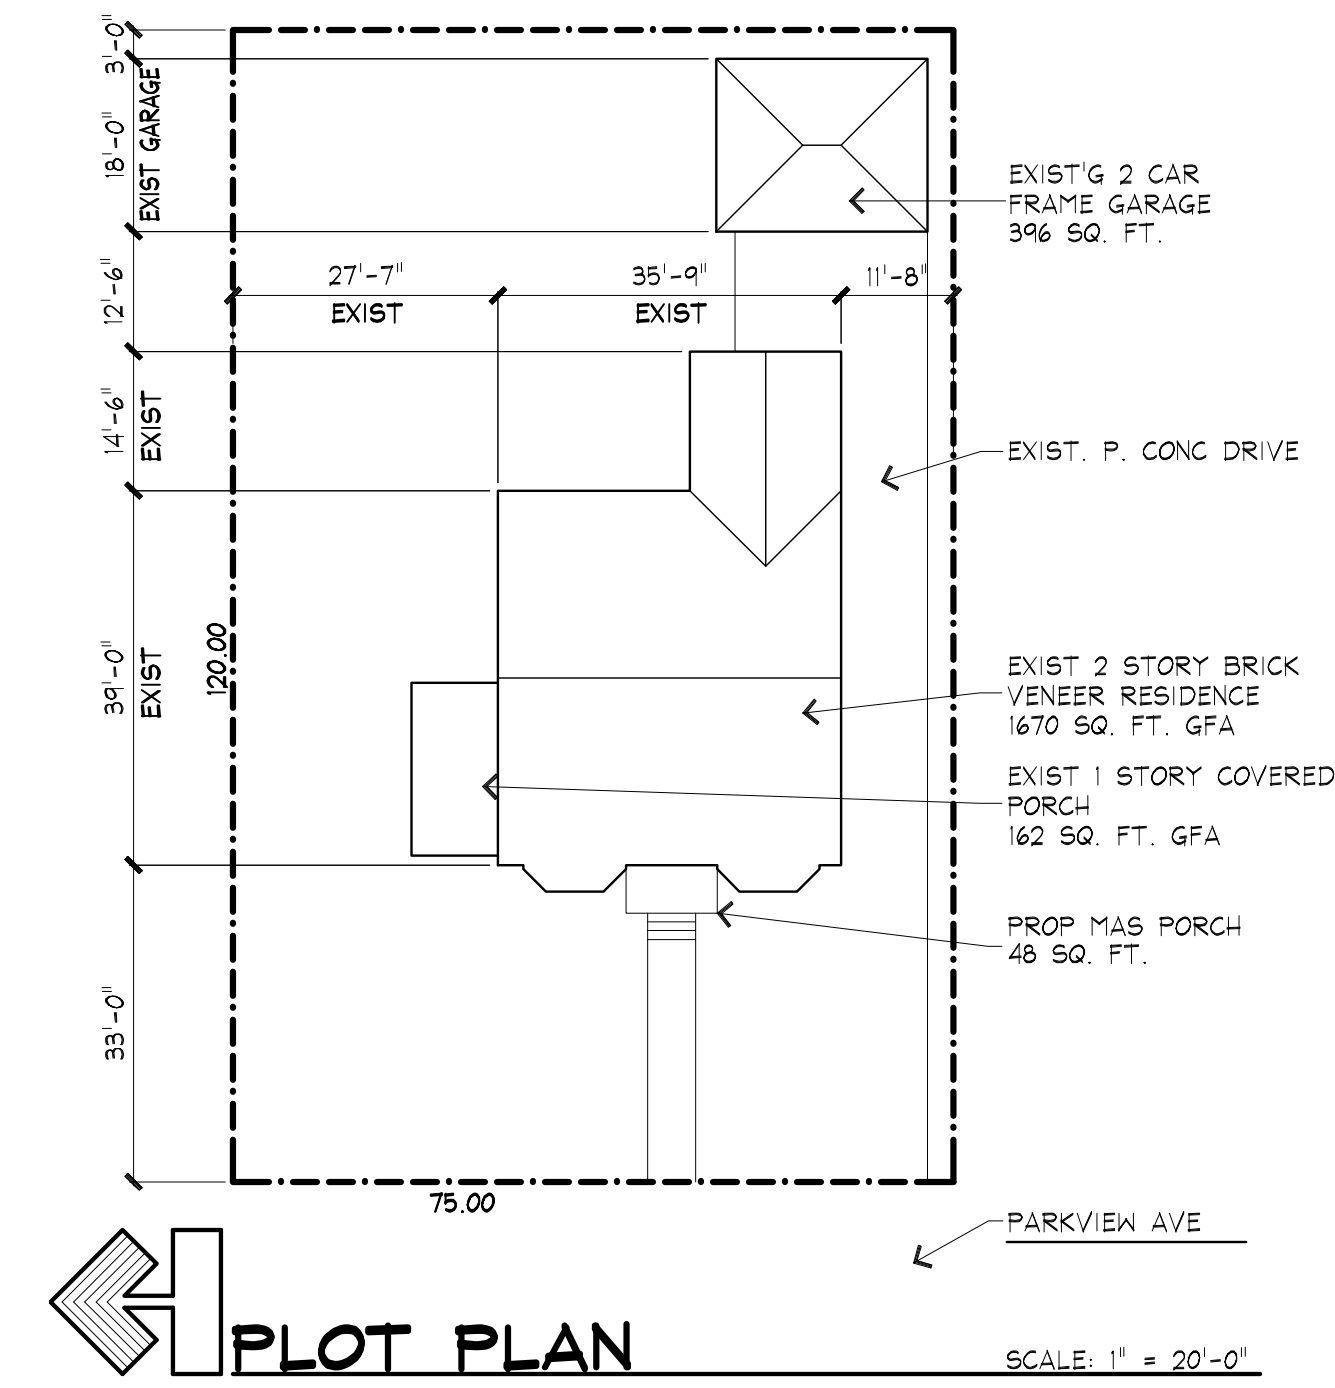 3'-0"
18'-0"
EXIST GARAGE
12'-6"
14'-6"
EXIST
39'-0"
EXIST
33'-0"
120.00
27'-7"
EXIST
35'-9"
EXIST
11'-8"
EXIST'G 2 CAR
FRAME GARAGE
396 SQ. FT.
EXIST. P. CONC DRIVE
EXIST 2 STORY BRICK
VENEER RESIDENCE
1670 SQ. FT. GFA
EXIST 1 STORY COVERED
PORCH
162 SQ. FT. GFA
PROP MAS PORCH
48 SQ. FT.
75.00
PARKVIEW AVE
PLOT PLAN
SCALE: 1" = 20'-0"